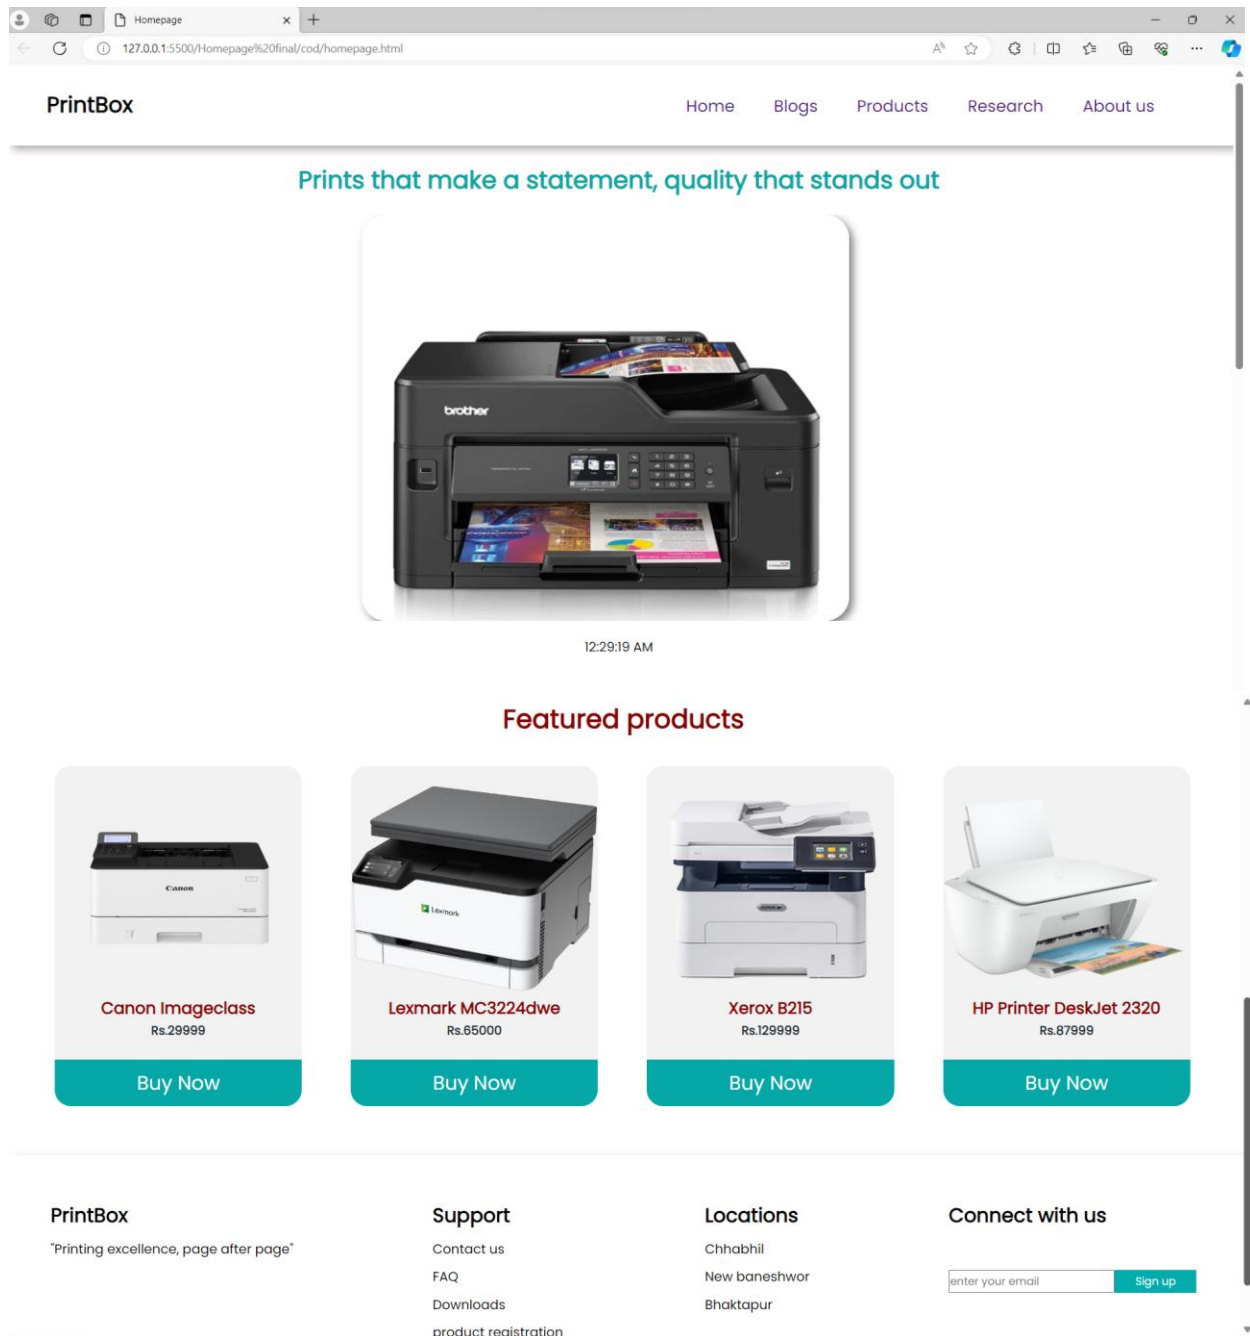 Homepage
127.0.0.1:5500/Homepage%20final/cod/homepage.html
PrintBox
Home Blogs Products Research About us
Prints that make a statement, quality that stands out
brother
12:29:19 AM
Featured products
Canon
Lexmark
Canon Imageclass Lexmark MC3224dwe Xerox B215 HP Printer DeskJet 2320
Rs.29999 Rs.65000 Rs.129999 Rs.87999
Buy Now Buy Now Buy Now Buy Now
PrintBox Support Locations Connect with us
"Printing excellence, page after page" Contact us Chhabhil
FAQ New baneshwor enter your email Sign up
Downloads Bhaktapur
product registration